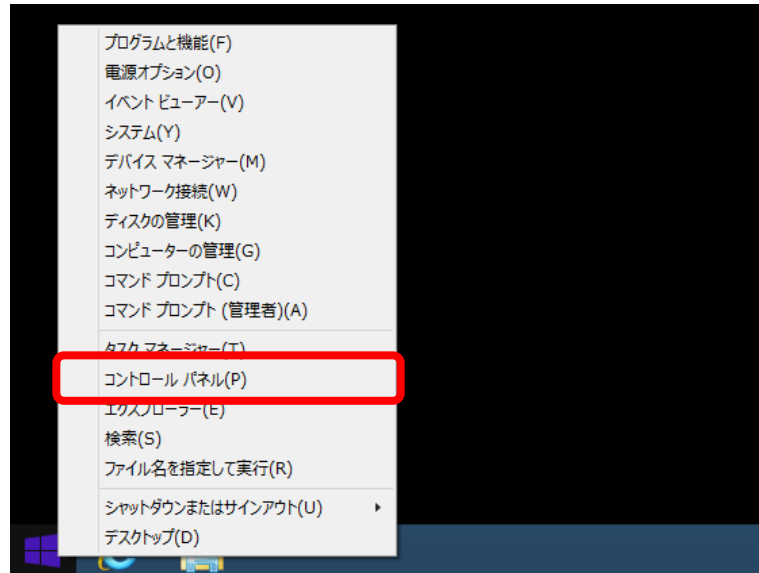 プログラムと機能(F)
電源オプション(O)
イベント ビューアー(V)
システム(Y)
デバイス マネージャー(M)
ネットワーク接続(W)
ディスクの管理(K)
コンピューターの管理(G)
コマンド プロンプト(C)
コマンド プロンプト (管理者)(A)
タスク マネージャー(T)
コントロール パネル(P)
エクスプローラー(E)
検索(S)
ファイル名を指定して実行(R)
シャットダウンまたはサインアウト(U)
デスクトップ(D)